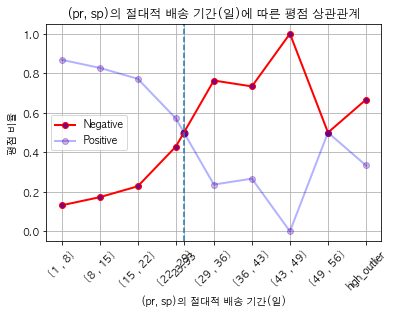 (pr, sp)의 절대적 배송 기간(일)에 따른 평점 상관관계
1.0
0.8
0.6
0.4
0.2
0.0
평점 비율
Negative
Positive
(1 , 8)
(8 , 15)
(15 , 22)
(22 , 29)
23.93
(29 , 36)
(36 , 43)
(43 , 49)
(49 , 56)
hgh_outlier
(pr, sp)의 절대적 배송 기간(일)